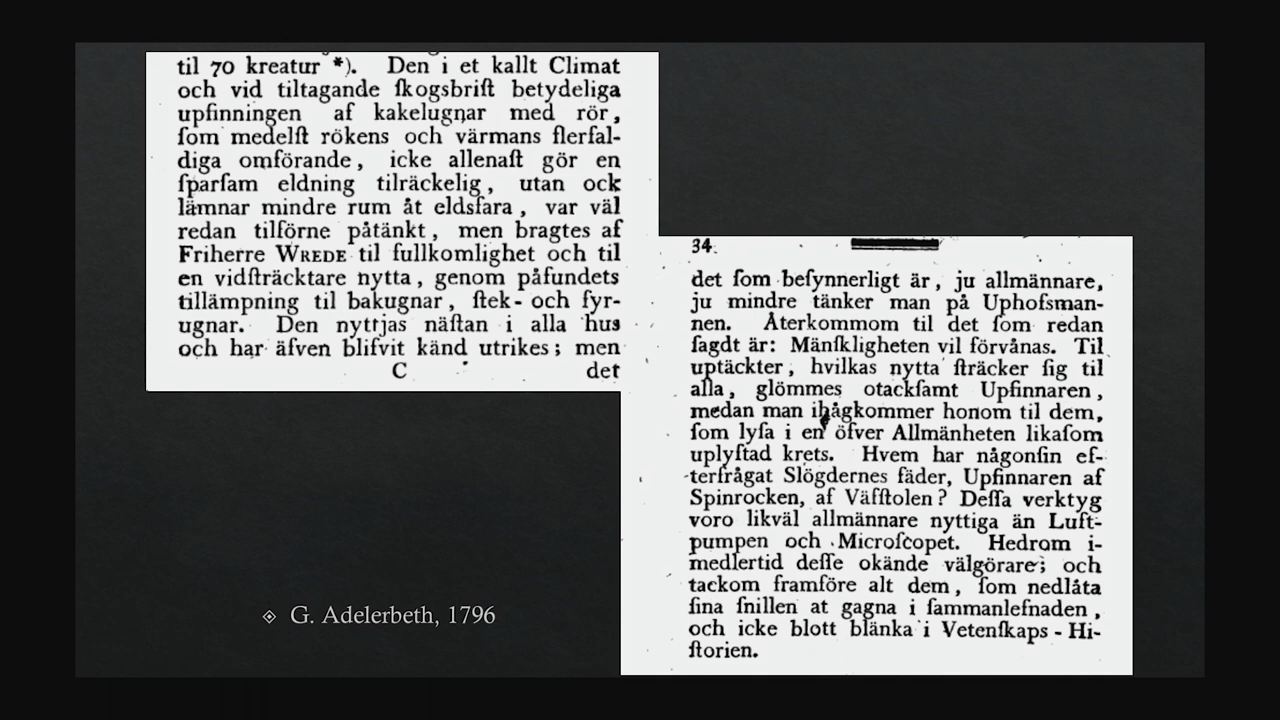 til 70 kreatur *). Den i et kallt Climat
och vid tiltagande ſkogsbriſt betydeliga
upfinningen af kakelugnar med rör,
ſom medelſt rökens och värmans flerfal-
diga omförande, icke allenaſt gör en
ſparſam eldning tilräckelig, utan ock
lämnar mindre rum åt eldsfara, var väl
redan tilförne påtänkt, men bragtes af
Friherre WREDE til fullkomlighet och til
en vidſträcktare nytta, genom påfundets
tillämpning til bakugnar, ſtek- och fyr-
ugnar. Den nyttjas näſtan i alla hus
och har äfven blifvit känd utrikes; men
C det
34
det ſom beſynnerligt är, ju allmännare,
ju mindre tänker man på Uphofsman-
nen. Återkommom til det ſom redan
ſagdt är: Mänſkligheten vil förvånas. Til
uptäckter, hvilkas nytta ſträcker ſig til
alla, glömmes otackſamt Upfinnaren,
medan man ihågkommer honom til dem,
ſom lyſa i en öfver Allmänheten likaſom
uplyſtad krets. Hvem har någonſin ef-
terfrågat Slögdernes fäder, Upfinnaren af
Spinrocken, af Väfſtolen? Deſſa verktyg
voro likväl allmännare nyttiga än Luft-
pumpen och Microſcopet. Hedrom i-
medlertid deſſe okände välgörare; och
tackom framföre alt dem, ſom nedlåta
ſina ſnillen at gagna i ſammanlefnaden,
och icke blott blänka i Vetenſkaps-Hi-
ſtorien.
G. Adelerbeth, 1796